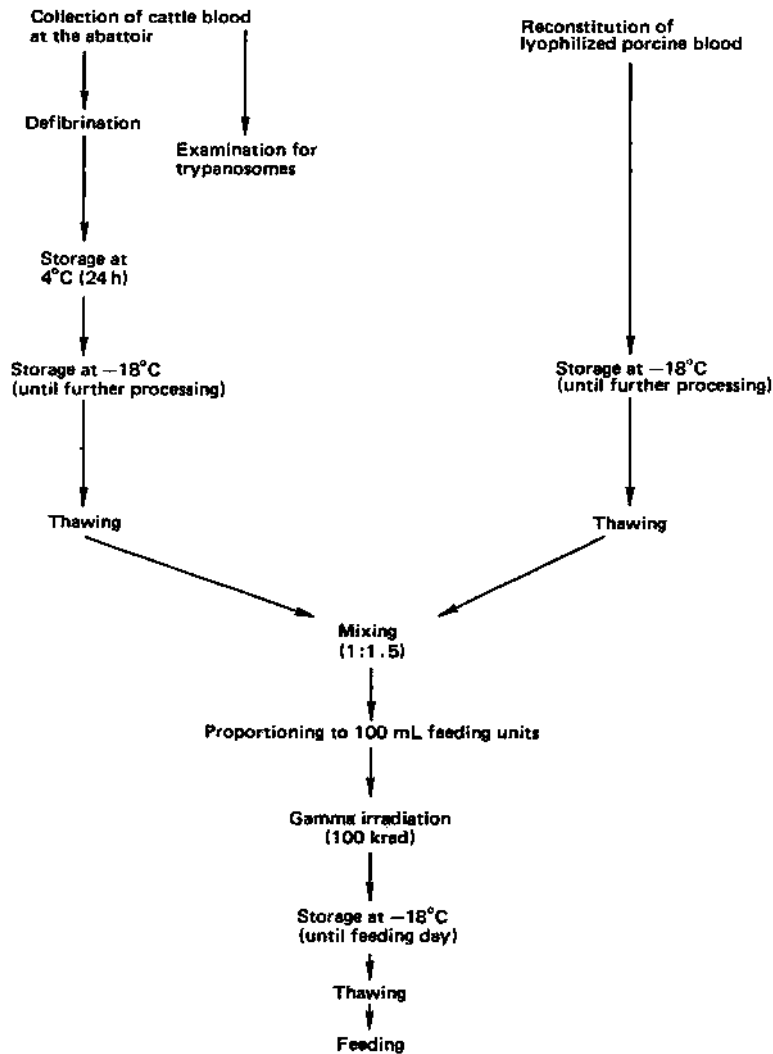 Collection of cattle blood
at the abattoir
Defibrination
Examination for
trypanosomes
Storage at
4°C (24 h)
Storage at −18°C
(until further processing)
Thawing
Reconstitution of
lyophilized porcine blood
Storage at −18°C
(until further processing)
Thawing
Mixing
(1:1.5)
Proportioning to 100 mL feeding units
Gamma irradiation
(100 krad)
Storage at −18°C
(until feeding day)
Thawing
Feeding